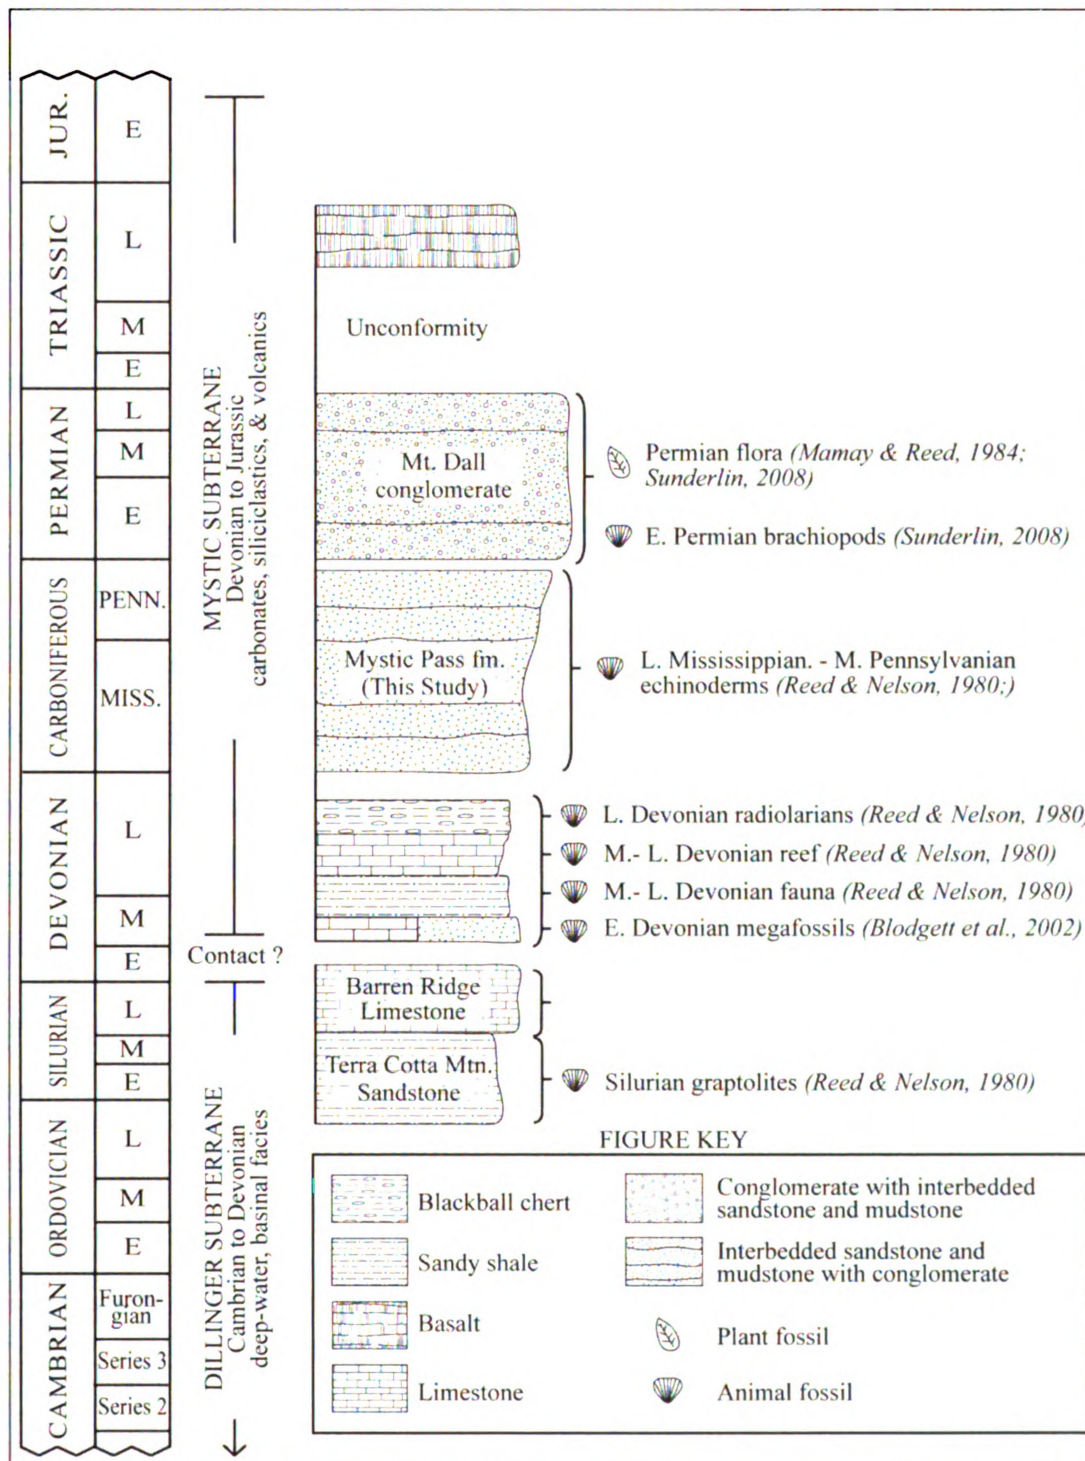 JUR.
E
TRIASSIC
L
M
E
PERMIAN
L
M
E
CARBONIFEROUS
PENN.
MISS.
DEVONIAN
L
M
E
SILURIAN
L
M
E
ORDOVICIAN
L
M
E
CAMBRIAN
Furon-
gian
Series 3
Series 2
MYSTIC SUBTERRANE
Devonian to Jurassic
carbonates, siliciclastics, & volcanics
Contact ?
DILLINGER SUBTERRANE
Cambrian to Devonian
deep-water, basinal facies
Unconformity
Mt. Dall
conglomerate
Permian flora (Mamay & Reed, 1984;
Sunderlin, 2008)
E. Permian brachiopods (Sunderlin, 2008)
Mystic Pass fm.
(This Study)
L. Mississippian. - M. Pennsylvanian
echinoderms (Reed & Nelson, 1980;)
L. Devonian radiolarians (Reed & Nelson, 1980)
M.- L. Devonian reef (Reed & Nelson, 1980)
M.- L. Devonian fauna (Reed & Nelson, 1980)
E. Devonian megafossils (Blodgett et al., 2002)
Barren Ridge
Limestone
Terra Cotta Mtn.
Sandstone
Silurian graptolites (Reed & Nelson, 1980)
FIGURE KEY
Blackball chert
Sandy shale
Basalt
Limestone
Conglomerate with interbedded
sandstone and mudstone
Interbedded sandstone and
mudstone with conglomerate
Plant fossil
Animal fossil